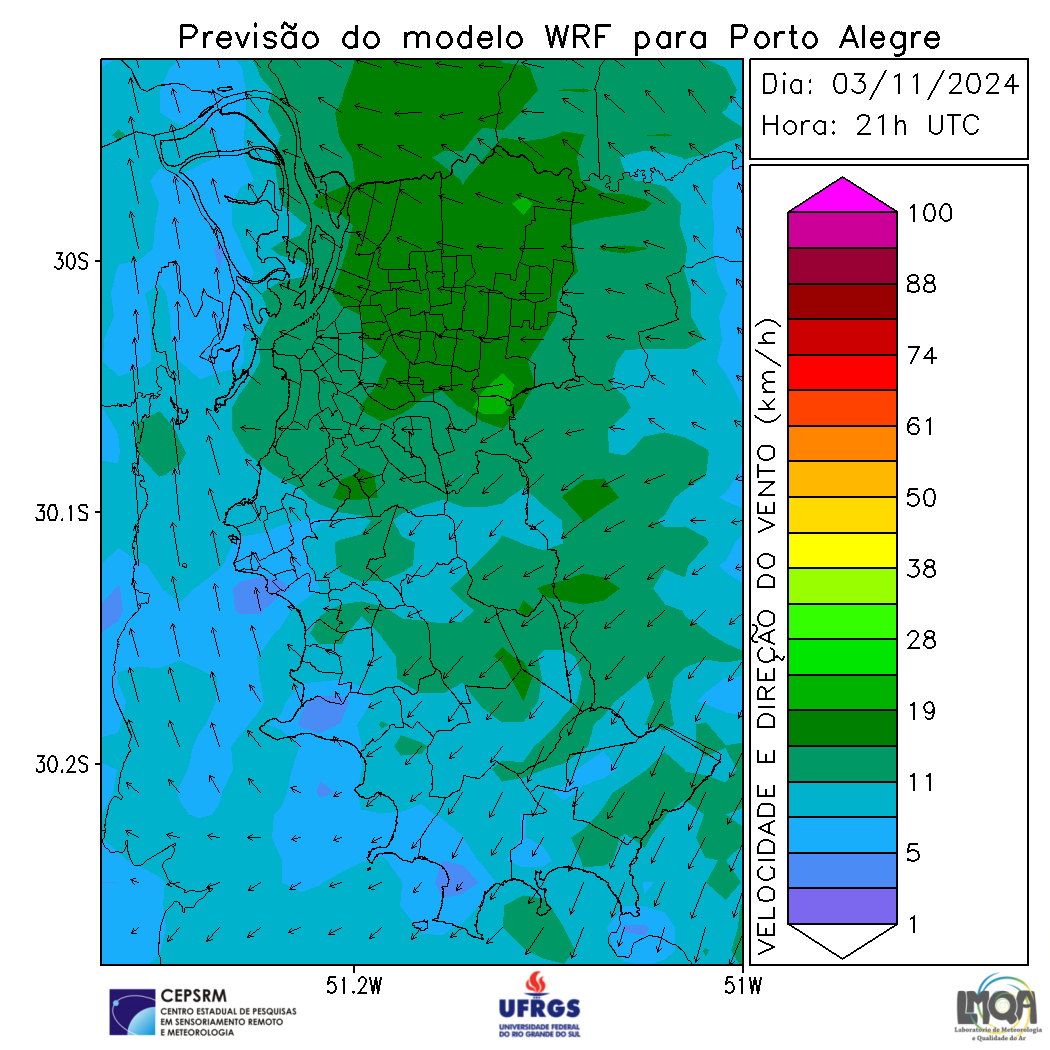 Previsão do modelo WRF para Porto Alegre
Dia: 03/11/2024
Hora: 21h UTC
30S
30.1S
30.2S
51.2W
51W
VELOCIDADE E DIREÇÃO DO VENTO (km/h)
100
88
74
61
50
38
28
19
11
5
1
CEPSRM
CENTRO ESTADUAL DE PESQUISAS
EM SENSORIAMENTO REMOTO
E METEOROLOGIA
UFRGS
UNIVERSIDADE FEDERAL
DO RIO GRANDE DO SUL
LMQA
Laboratório de Meteorologia
e Qualidade do Ar